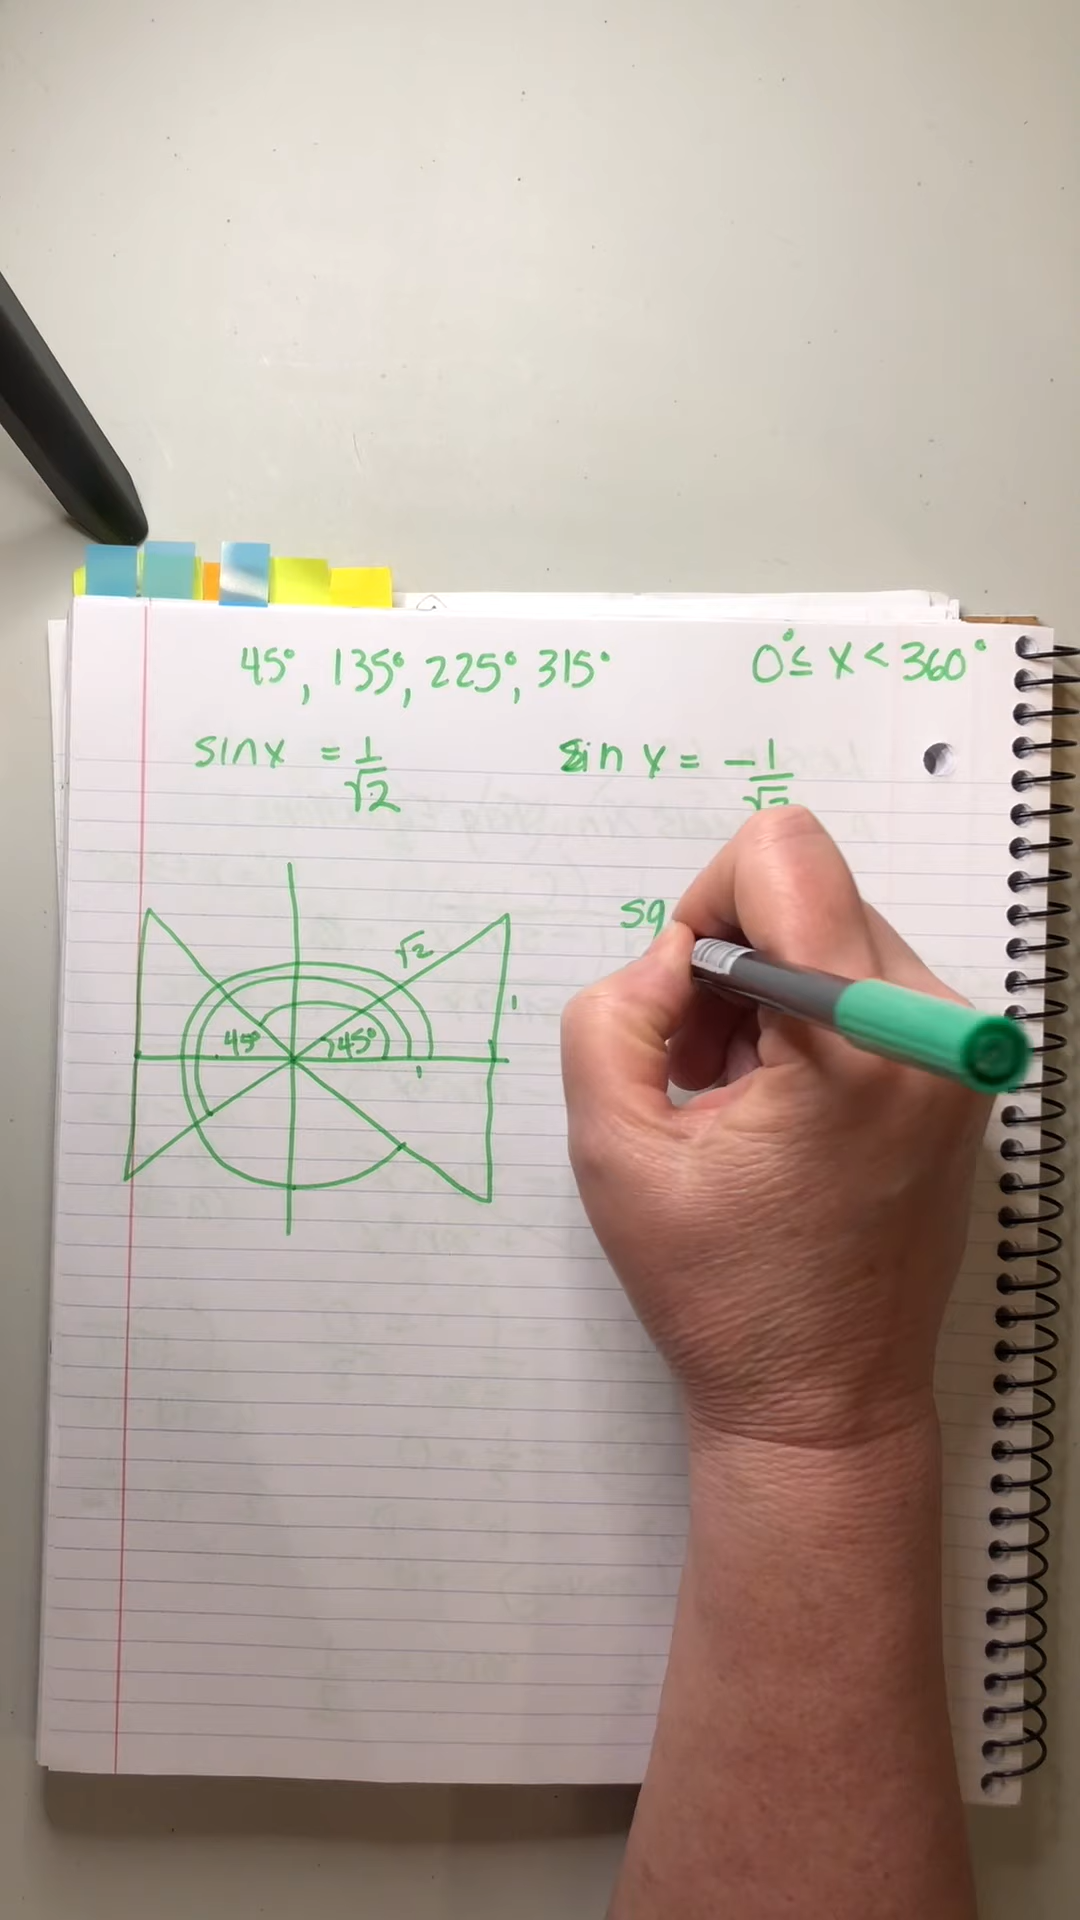 45°, 135°, 225°, 315° 0° ≤ x < 360°
sin x = 1/√2 sin x = -1/√2
sq
√2
1
45° 45°
1